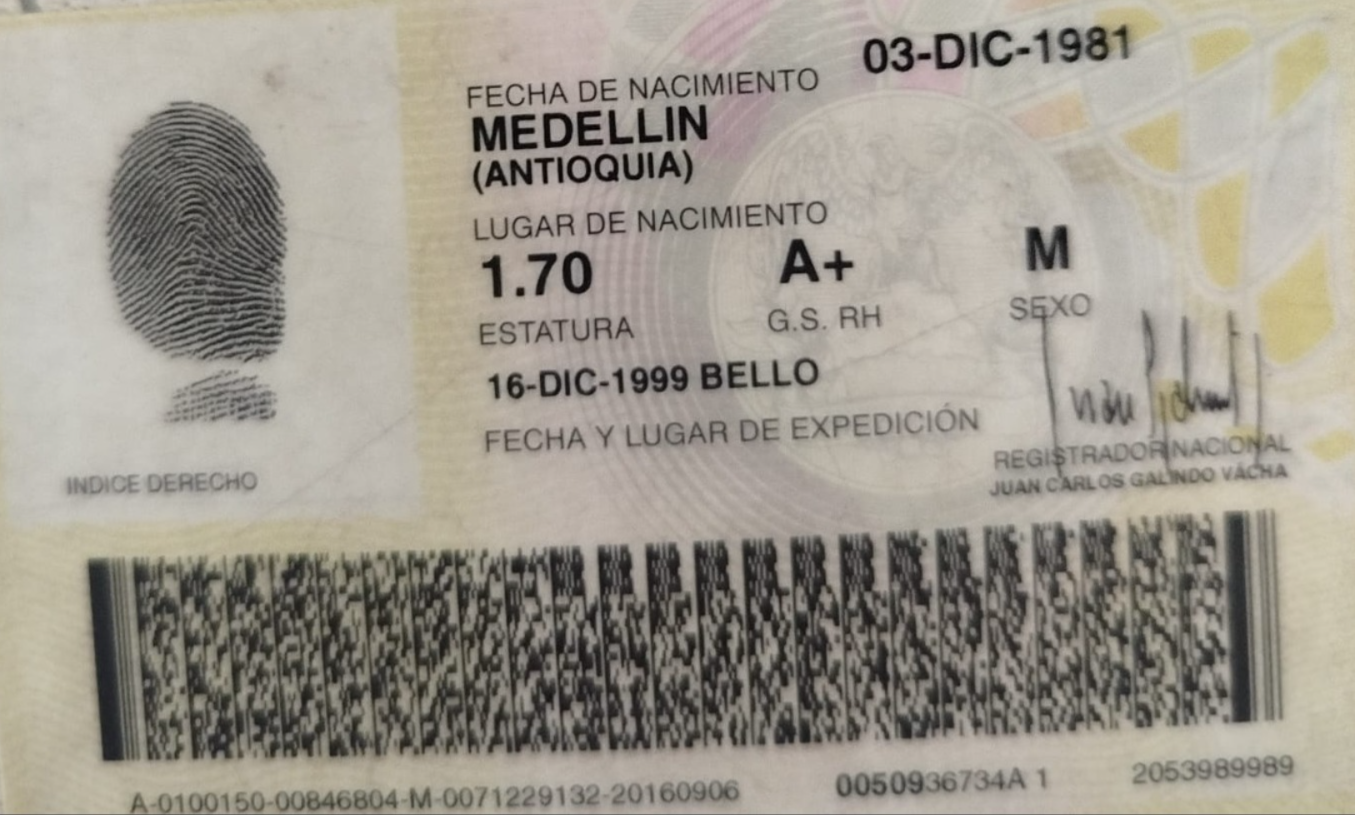 03-DIC-1981
FECHA DE NACIMIENTO
MEDELLIN
(ANTIOQUIA)
LUGAR DE NACIMIENTO
1.70 A+ M
ESTATURA G.S. RH SEXO
16-DIC-1999 BELLO
FECHA Y LUGAR DE EXPEDICIÓN
REGISTRADOR NACIONAL
JUAN CARLOS GALINDO VÁCHA
INDICE DERECHO
A-0100150-00846804-M-0071229132-20160906 0050936734A 1 2053989989